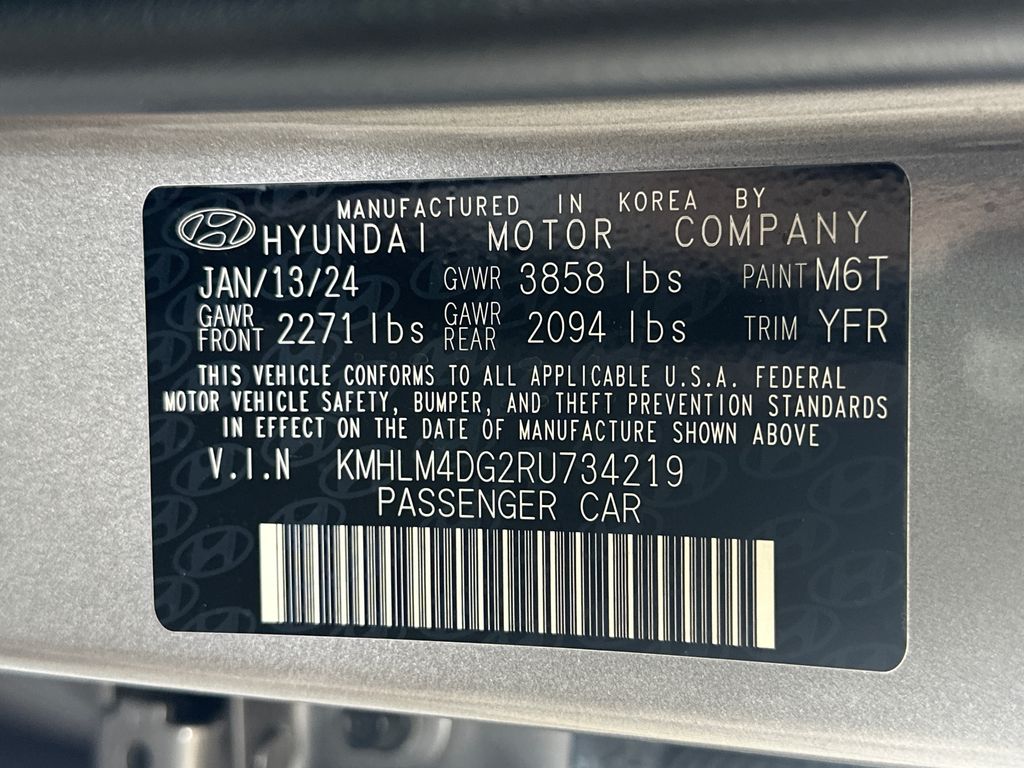 MANUFACTURED IN KOREA BY
HYUNDAI MOTOR COMPANY
JAN/13/24 GVWR 3858 lbs PAINT M6T
GAWR FRONT 2271 lbs GAWR REAR 2094 lbs TRIM YFR
THIS VEHICLE CONFORMS TO ALL APPLICABLE U.S.A. FEDERAL
MOTOR VEHICLE SAFETY, BUMPER, AND THEFT PREVENTION STANDARDS
IN EFFECT ON THE DATE OF MANUFACTURE SHOWN ABOVE
V.I.N KMHLM4DG2RU734219
PASSENGER CAR